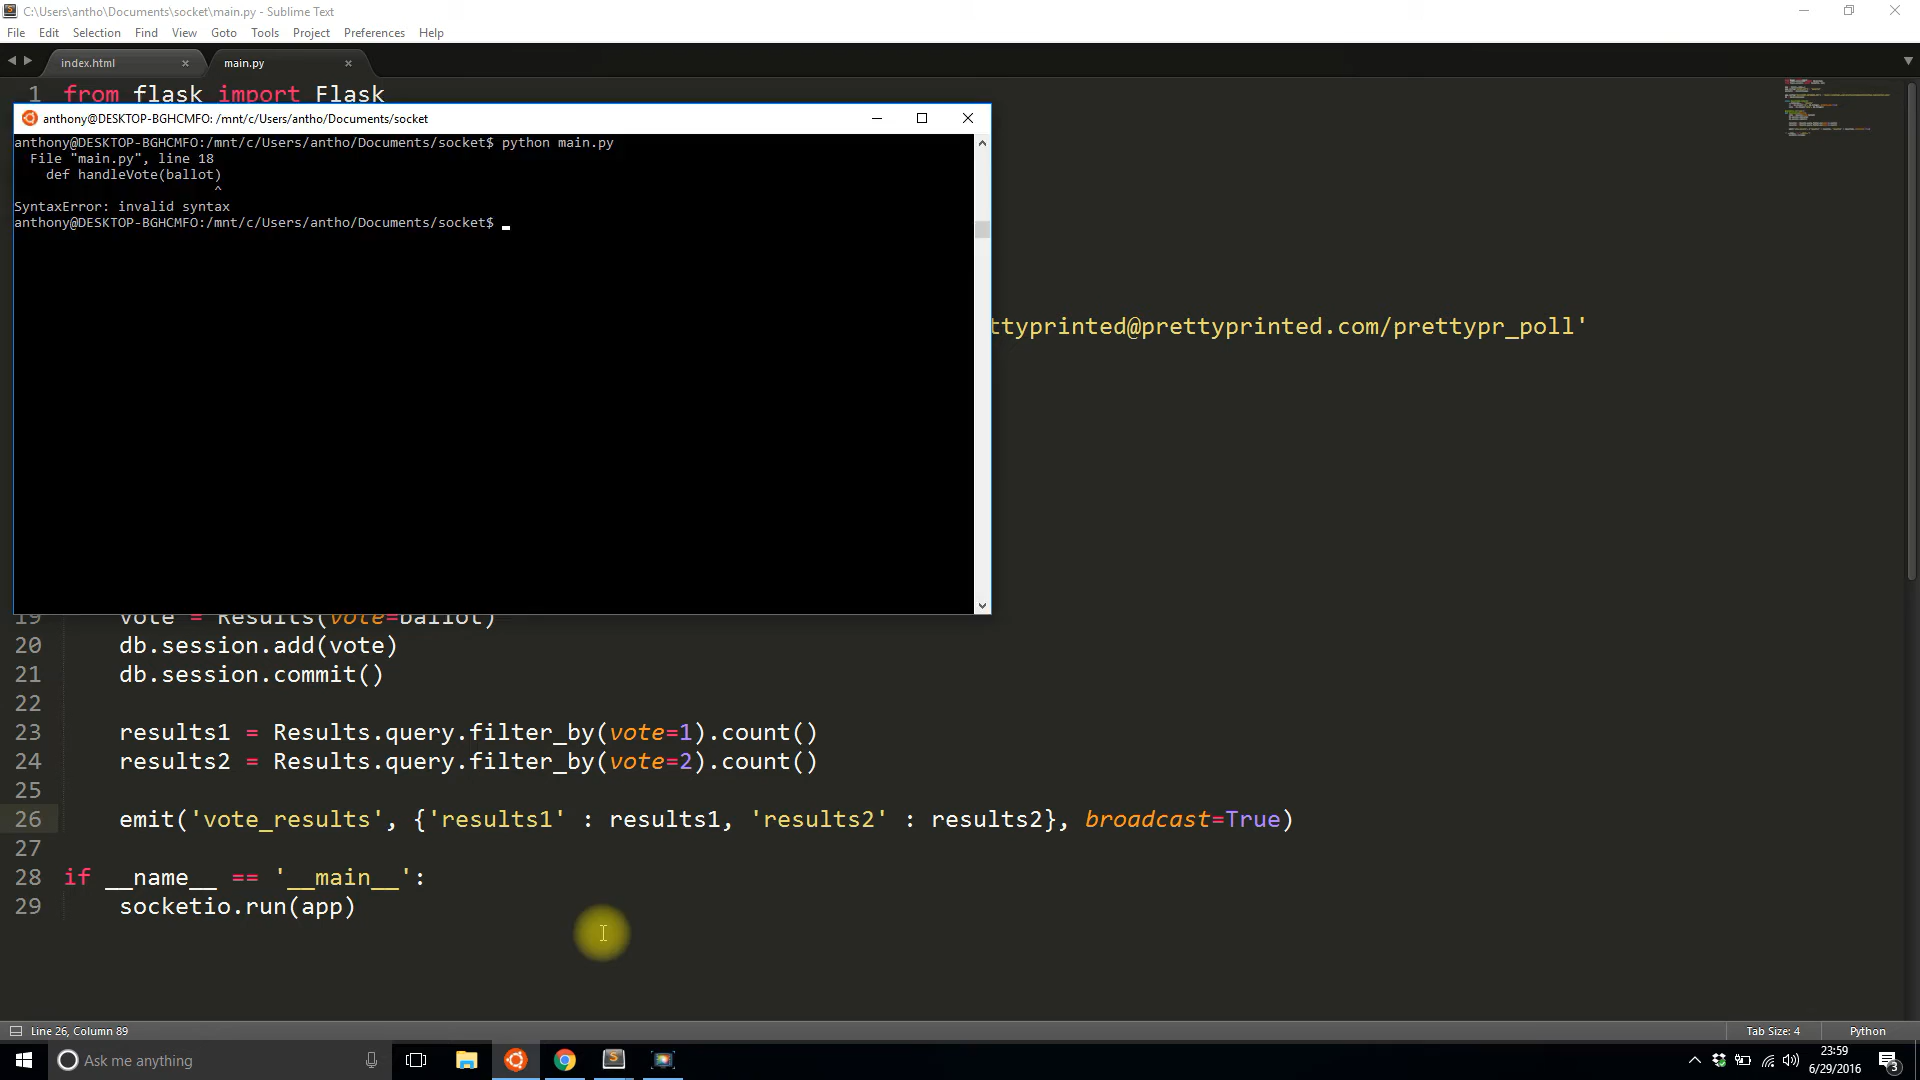 C:\Users\antho\Documents\socket\main.py - Sublime Text
File Edit Selection Find View Goto Tools Project Preferences Help
index.html main.py
1 from flask import Flask
anthony@DESKTOP-BGHCMFO: /mnt/c/Users/antho/Documents/socket
anthony@DESKTOP-BGHCMFO:/mnt/c/Users/antho/Documents/socket$ python main.py
File "main.py", line 18
def handleVote(ballot)
^
SyntaxError: invalid syntax
anthony@DESKTOP-BGHCMFO:/mnt/c/Users/antho/Documents/socket$
ttyprinted@prettyprinted.com/prettypr_poll'
19 vote = Results(vote=ballot)
20 db.session.add(vote)
21 db.session.commit()
22
23 results1 = Results.query.filter_by(vote=1).count()
24 results2 = Results.query.filter_by(vote=2).count()
25
26 emit('vote_results', {'results1' : results1, 'results2' : results2}, broadcast=True)
27
28 if __name__ == '__main__':
29 socketio.run(app)
Line 26, Column 89 Tab Size: 4 Python
Ask me anything 23:59
6/29/2016 3